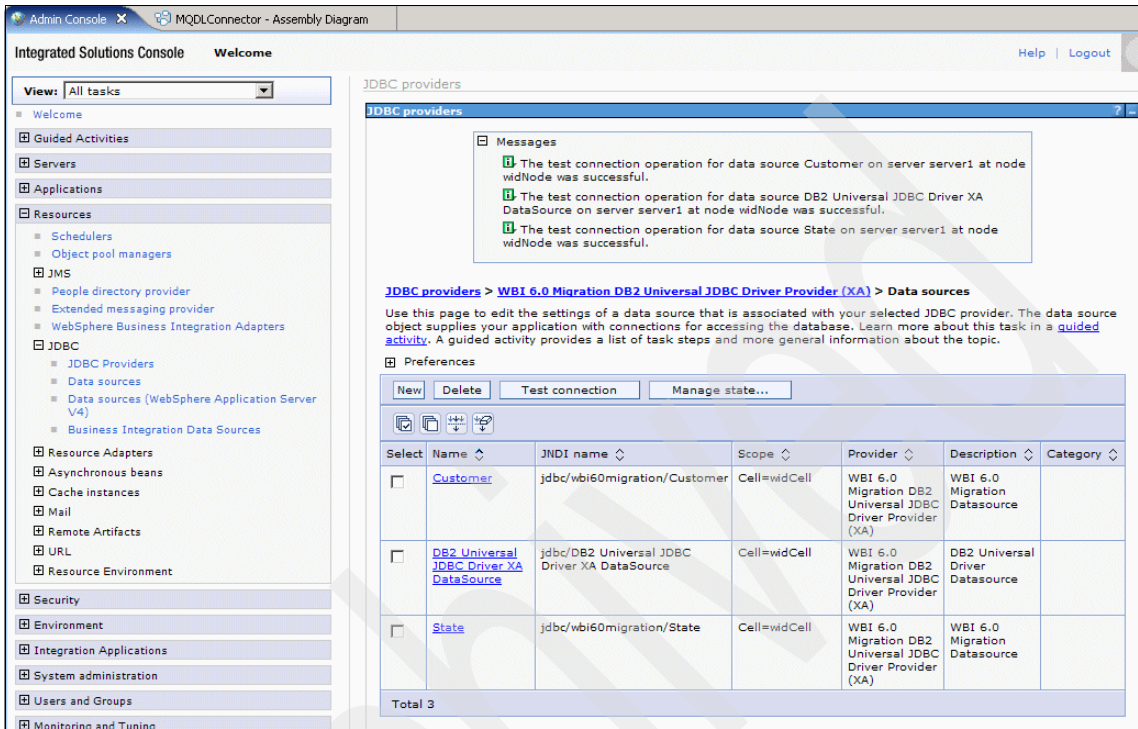 Admin Console
MQDLConnector - Assembly Diagram
Integrated Solutions Console Welcome
Help | Logout
View: All tasks
Welcome
Guided Activities
Servers
Applications
Resources
Schedulers
Object pool managers
JMS
People directory provider
Extended messaging provider
WebSphere Business Integration Adapters
JDBC
JDBC Providers
Data sources
Data sources (WebSphere Application Server
V4)
Business Integration Data Sources
Resource Adapters
Asynchronous beans
Cache instances
Mail
Remote Artifacts
URL
Resource Environment
Security
Environment
Integration Applications
System administration
Users and Groups
Monitoring and Tuning
JDBC providers
JDBC providers ? -
Messages
The test connection operation for data source Customer on server server1 at node
widNode was successful.
The test connection operation for data source DB2 Universal JDBC Driver XA
DataSource on server server1 at node widNode was successful.
The test connection operation for data source State on server server1 at node
widNode was successful.
JDBC providers > WBI 6.0 Migration DB2 Universal JDBC Driver Provider (XA) > Data sources
Use this page to edit the settings of a data source that is associated with your selected JDBC provider. The data source
object supplies your application with connections for accessing the database. Learn more about this task in a guided
activity. A guided activity provides a list of task steps and more general information about the topic.
Preferences
New Delete Test connection Manage state...
Select Name JNDI name Scope Provider Description Category
Customer
jdbc/wbi60migration/Customer
Cell=widCell
WBI 6.0
Migration DB2
Universal JDBC
Driver Provider
(XA)
WBI 6.0
Migration
Datasource
DB2 Universal
JDBC Driver XA
DataSource
jdbc/DB2 Universal JDBC
Driver XA DataSource
Cell=widCell
WBI 6.0
Migration DB2
Universal JDBC
Driver Provider
(XA)
DB2 Universal
Driver
Datasource
State
jdbc/wbi60migration/State
Cell=widCell
WBI 6.0
Migration DB2
Universal JDBC
Driver Provider
(XA)
WBI 6.0
Migration
Datasource
Total 3